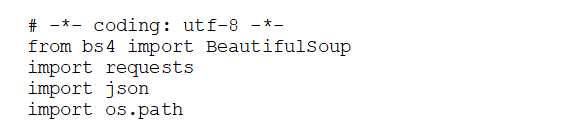 # -*- coding: utf-8 -*-
from bs4 import BeautifulSoup
import requests
import json
import os.path